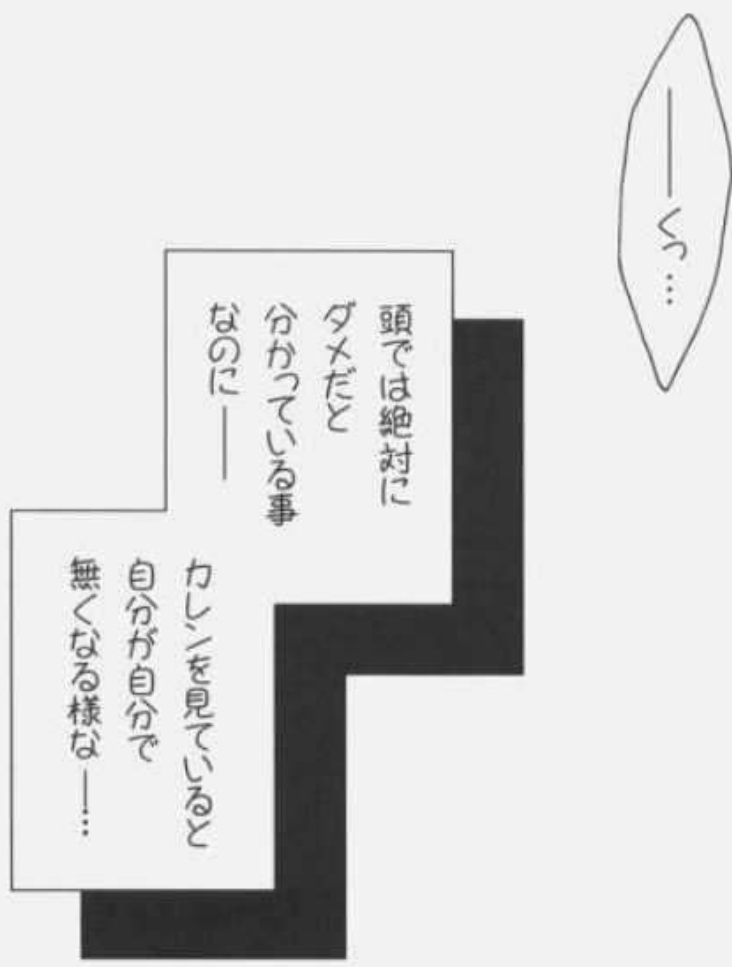 ――くっ…
頭では絶対に
ダメだと
分かっている事
なのに――
カレンを見ていると
自分が自分で
無くなる様な――…